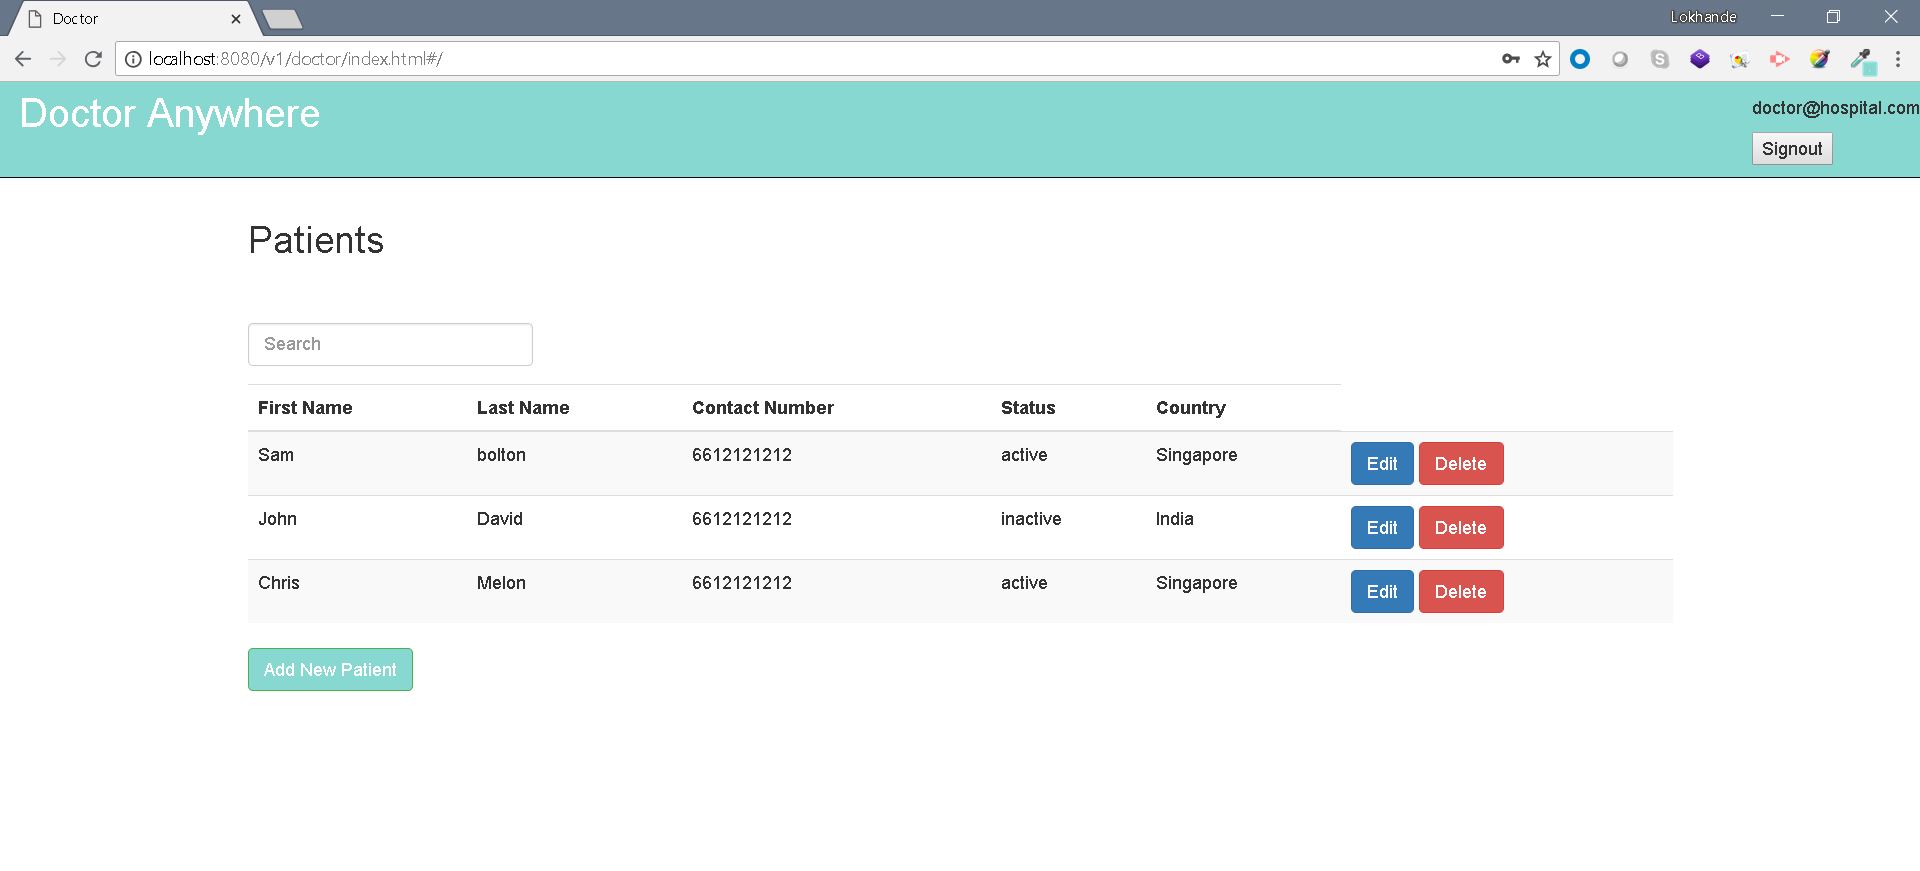 Doctor
Lokhande
localhost:8080/v1/doctor/index.html#/
Doctor Anywhere
doctor@hospital.com
Signout
Patients
Search
First Name Last Name Contact Number Status Country
Sam bolton 6612121212 active Singapore Edit Delete
John David 6612121212 inactive India Edit Delete
Chris Melon 6612121212 active Singapore Edit Delete
Add New Patient